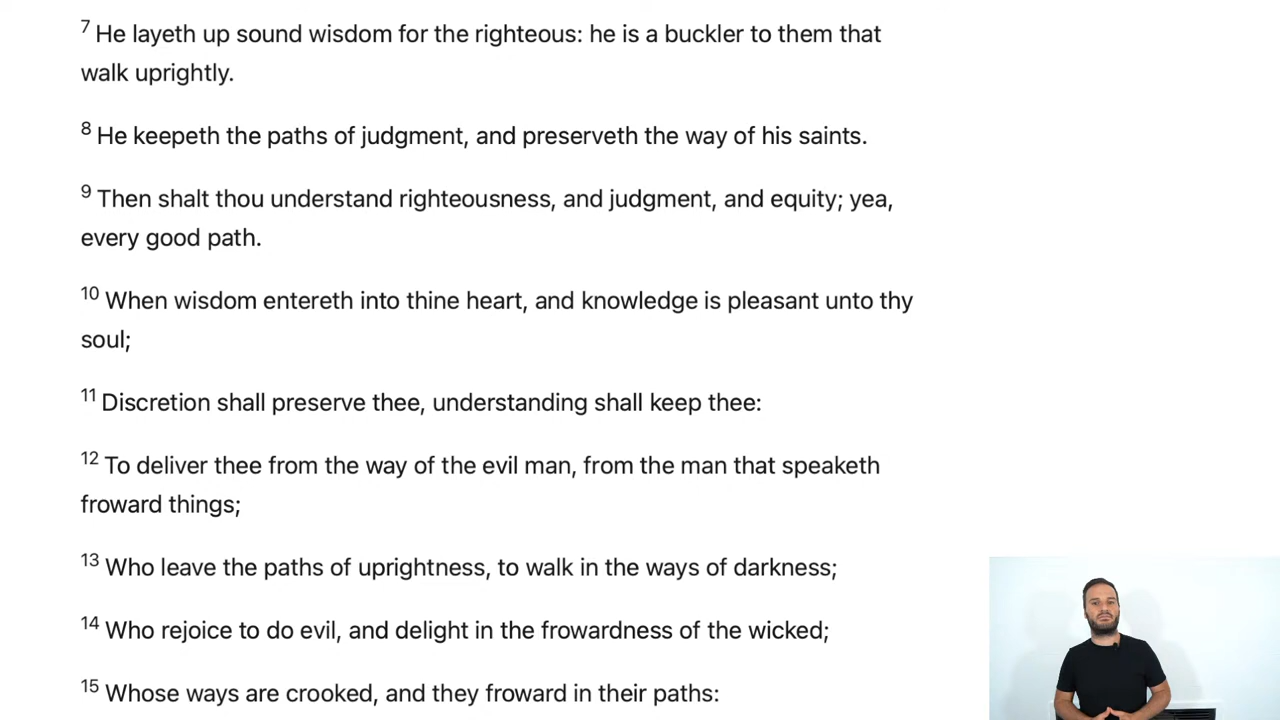 7 He layeth up sound wisdom for the righteous: he is a buckler to them that
walk uprightly.
8 He keepeth the paths of judgment, and preserveth the way of his saints.
9 Then shalt thou understand righteousness, and judgment, and equity; yea,
every good path.
10 When wisdom entereth into thine heart, and knowledge is pleasant unto thy
soul;
11 Discretion shall preserve thee, understanding shall keep thee:
12 To deliver thee from the way of the evil man, from the man that speaketh
froward things;
13 Who leave the paths of uprightness, to walk in the ways of darkness;
14 Who rejoice to do evil, and delight in the frowardness of the wicked;
15 Whose ways are crooked, and they froward in their paths: